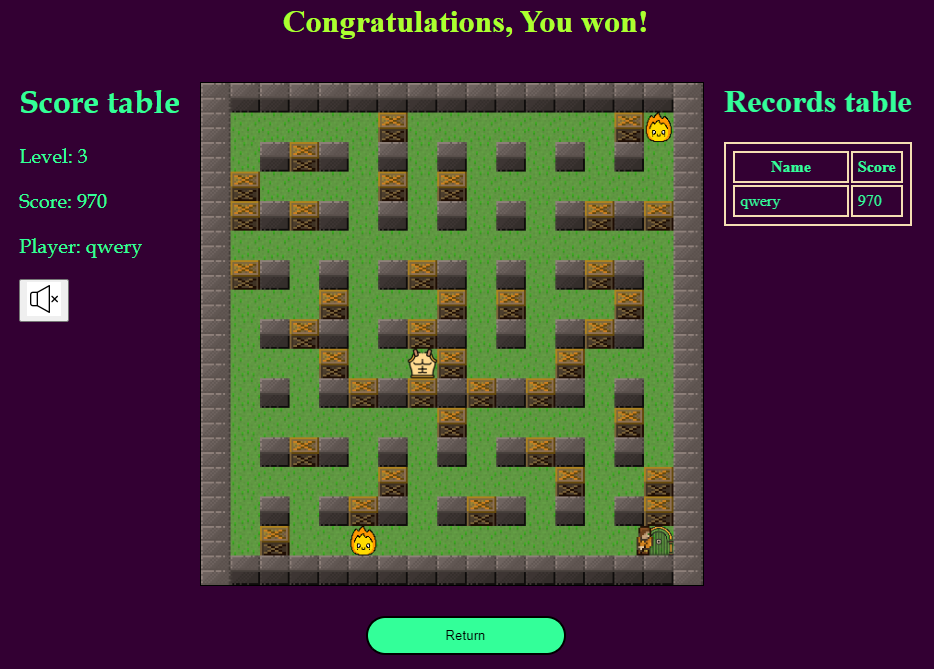 Congratulations, You won!
Score table
Level: 3
Score: 970
Player: qwery
Records table
Name Score
qwery 970
Return